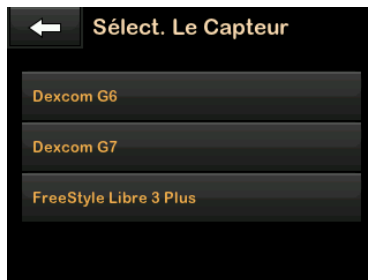 Sélect. Le Capteur
Dexcom G6
Dexcom G7
FreeStyle Libre 3 Plus